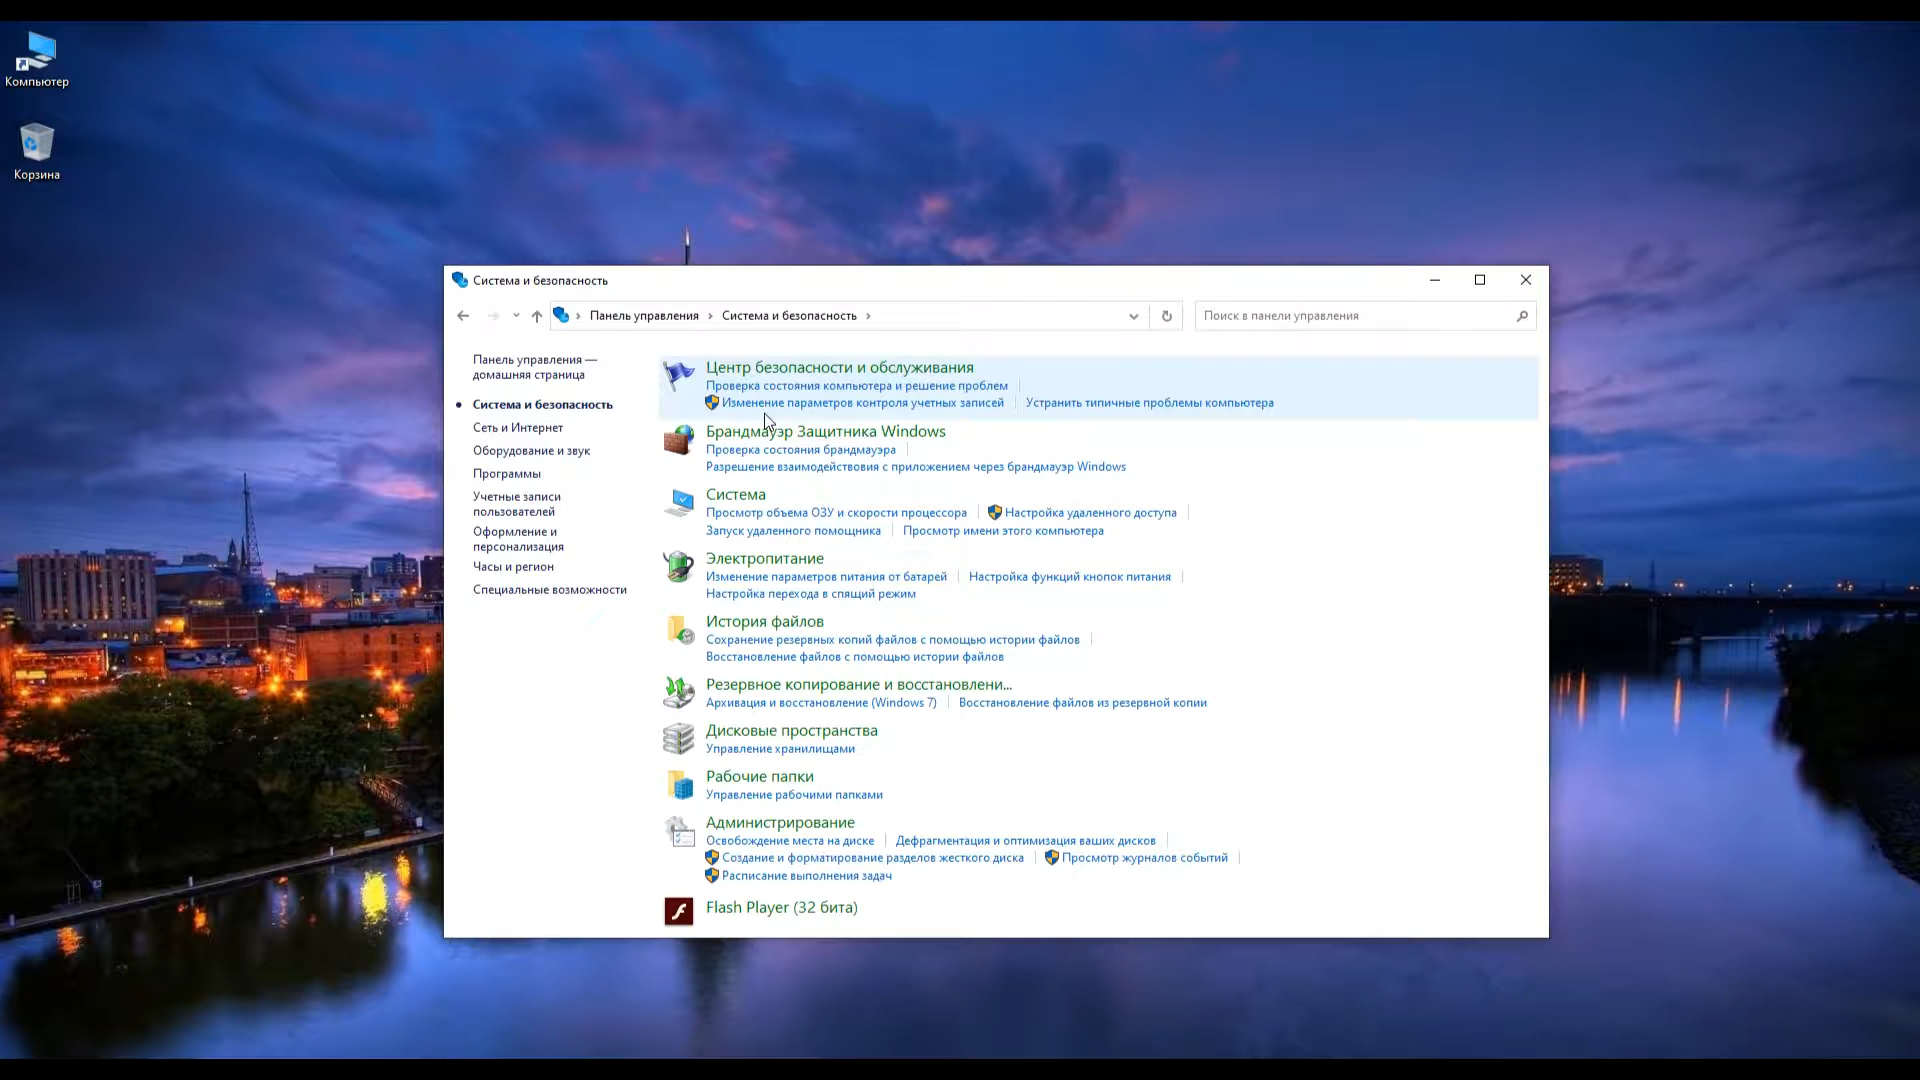 Компьютер
Корзина
Система и безопасность
Панель управления
Система и безопасность
Поиск в панели управления
Панель управления —
домашняя страница
Система и безопасность
Сеть и Интернет
Оборудование и звук
Программы
Учетные записи
пользователей
Оформление и
персонализация
Часы и регион
Специальные возможности
Центр безопасности и обслуживания
Проверка состояния компьютера и решение проблем
Изменение параметров контроля учетных записей Устранить типичные проблемы компьютера
Брандмауэр Защитника Windows
Проверка состояния брандмауэра
Разрешение взаимодействовия с приложением через брандмауэр Windows
Система
Просмотр объема ОЗУ и скорости процессора Настройка удаленного доступа
Запуск удаленного помощника Просмотр имени этого компьютера
Электропитание
Изменение параметров питания от батарей Настройка функций кнопок питания
Настройка перехода в спящий режим
История файлов
Сохранение резервных копий файлов с помощью истории файлов
Восстановление файлов с помощью истории файлов
Резервное копирование и восстановлени...
Архивация и восстановление (Windows 7) Восстановление файлов из резервной копии
Дисковые пространства
Управление хранилищами
Рабочие папки
Управление рабочими папками
Администрирование
Освобождение места на диске Дефрагментация и оптимизация ваших дисков
Создание и форматирование разделов жесткого диска Просмотр журналов событий
Расписание выполнения задач
Flash Player (32 бита)